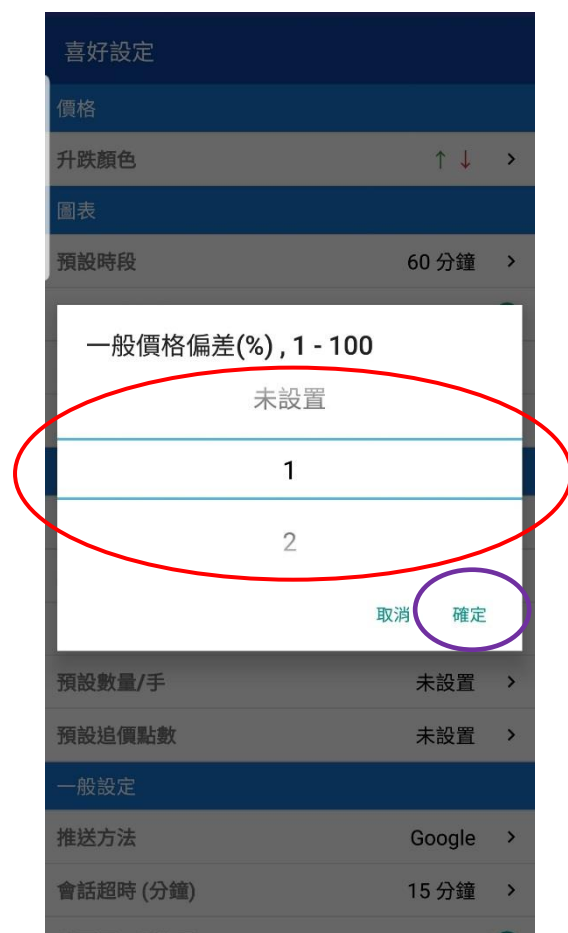 喜好設定
價格
升跌顏色 ↑ ↓ >
圖表
預設時段 60 分鐘 >
一般價格偏差(%) , 1 - 100
未設置
1
2
取消 確定
預設數量/手 未設置 >
預設追價點數 未設置 >
一般設定
推送方法 Google >
會話超時 (分鐘) 15 分鐘 >